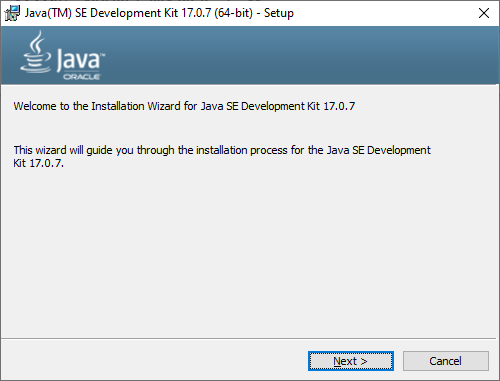 Java(TM) SE Development Kit 17.0.7 (64-bit) - Setup
Java™
ORACLE
Welcome to the Installation Wizard for Java SE Development Kit 17.0.7
This wizard will guide you through the installation process for the Java SE Development
Kit 17.0.7.
Next >
Cancel